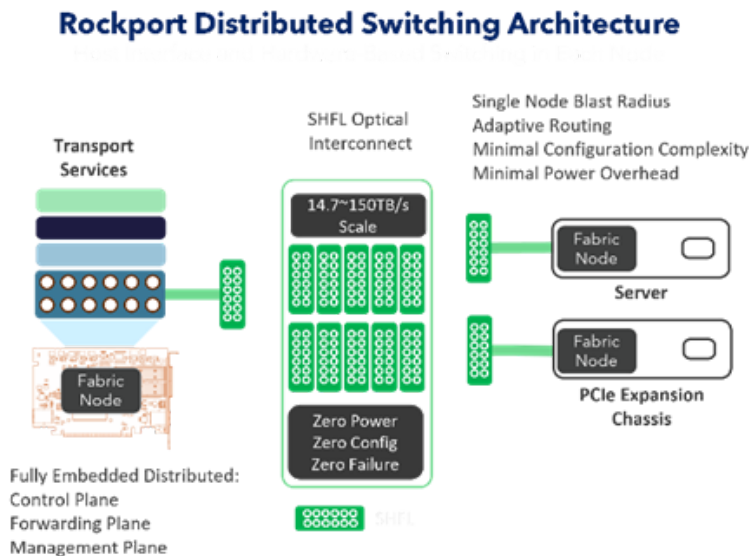 Rockport Distributed Switching Architecture
Transport
Services
Fabric
Node
Fully Embedded Distributed:
Control Plane
Forwarding Plane
Management Plane
SHFL Optical
Interconnect
14.7~150TB/s
Scale
Zero Power
Zero Config
Zero Failure
SHFL
Single Node Blast Radius
Adaptive Routing
Minimal Configuration Complexity
Minimal Power Overhead
Fabric
Node
Server
Fabric
Node
PCIe Expansion
Chassis